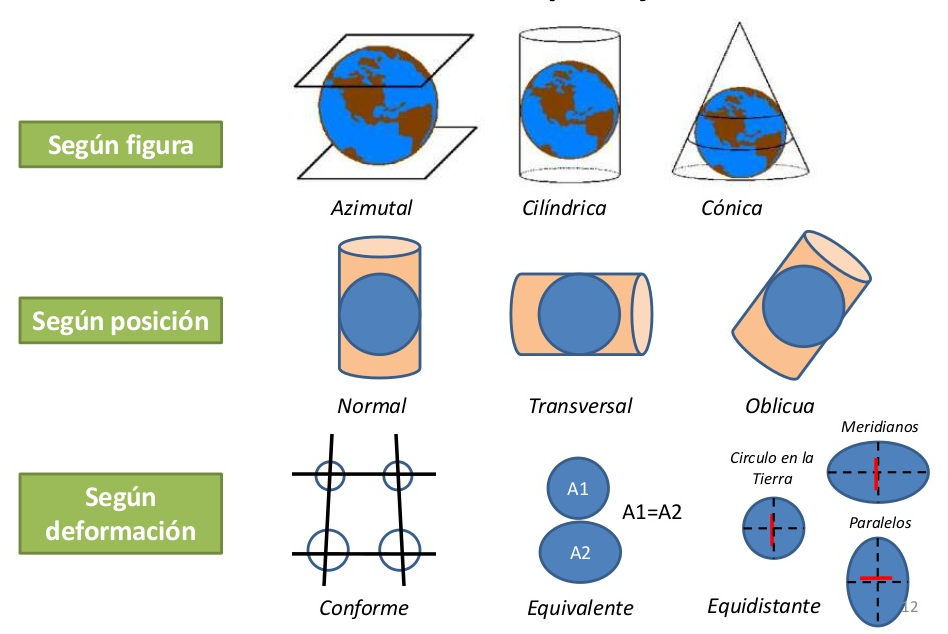 Según figura
Azimutal
Cilíndrica
Cónica
Según posición
Normal
Transversal
Oblicua
Según
deformación
Conforme
A1
A2
A1=A2
Equivalente
Circulo en la
Tierra
Meridianos
Paralelos
Equidistante
12